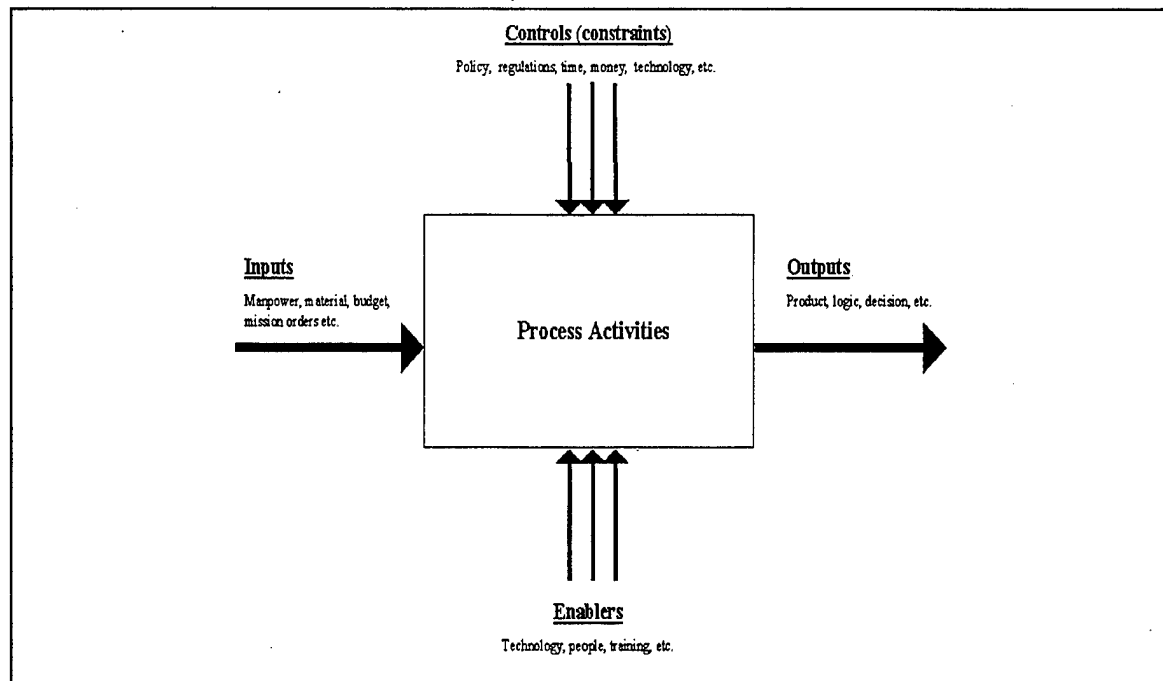 Controls (constraints)
Policy, regulations, time, money, technology, etc.
Inputs
Manpower, material, budget,
mission orders etc.
Process Activities
Outputs
Product, logic, decision, etc.
Enablers
Technology, people, training, etc.